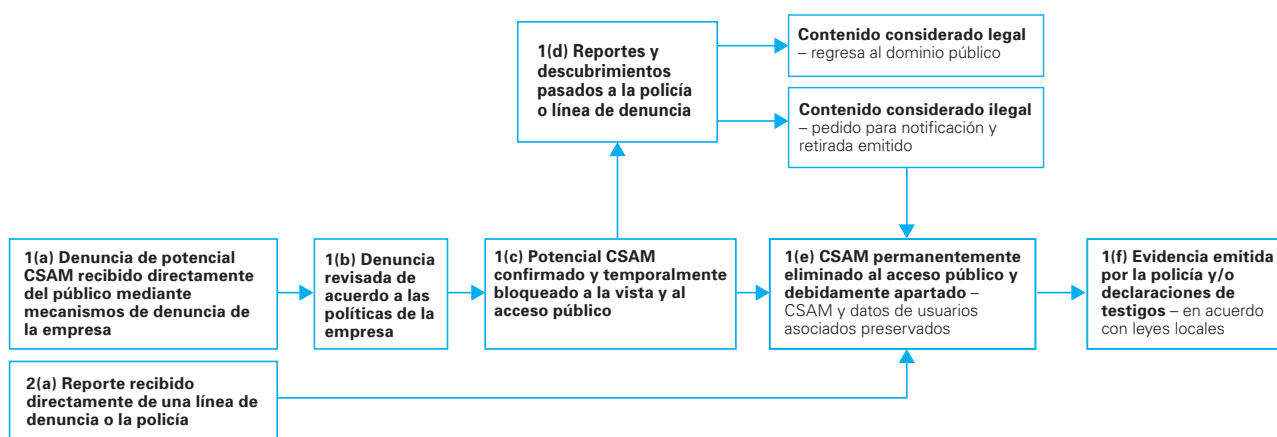 1(d) Reportes y
descubrimientos
pasados a la policía
o línea de denuncia
Contenido considerado legal
– regresa al dominio público
Contenido considerado ilegal
– pedido para notificación y
retirada emitido
1(a) Denuncia de potencial
CSAM recibido directamente
del público mediante
mecanismos de denuncia de
la empresa
1(b) Denuncia
revisada de
acuerdo a las
políticas de la
empresa
1(c) Potencial CSAM
confirmado y temporalmente
bloqueado a la vista y al
acceso público
1(e) CSAM permanentemente
eliminado al acceso público y
debidamente apartado –
CSAM y datos de usuarios
asociados preservados
1(f) Evidencia emitida
por la policía y/o
declaraciones de
testigos – en acuerdo
con leyes locales
2(a) Reporte recibido
directamente de una línea de
denuncia o la policía